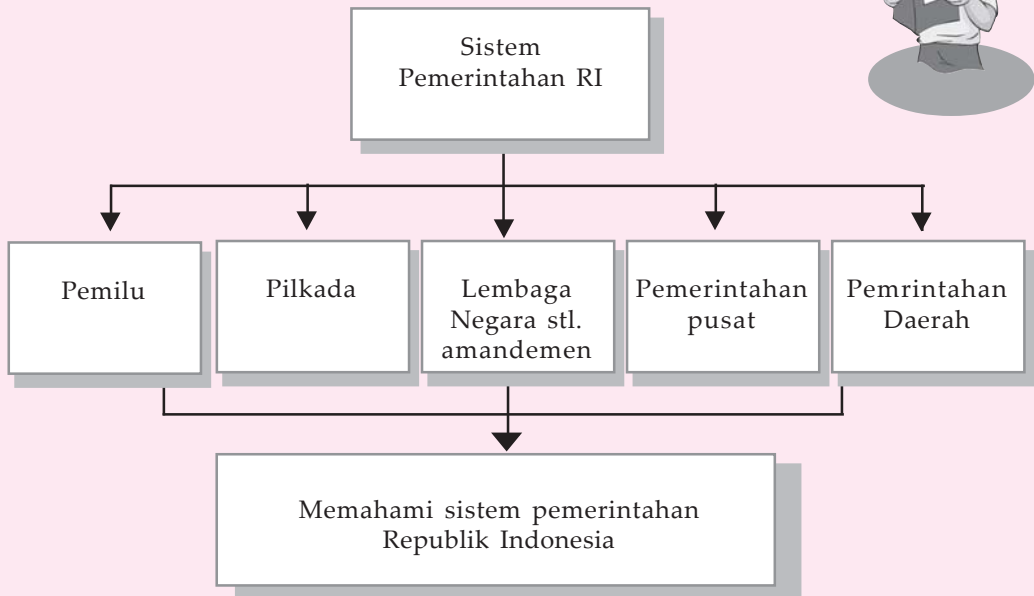 Sistem
Pemerintahan RI
Pemilu
Pilkada
Lembaga
Negara stl.
amandemen
Pemerintahan
pusat
Pemrintahan
Daerah
Memahami sistem pemerintahan
Republik Indonesia